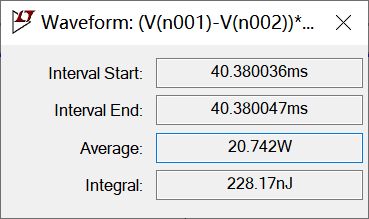 Waveform: (V(n001)-V(n002))*...
Interval Start: 40.380036ms
Interval End: 40.380047ms
Average: 20.742W
Integral: 228.17nJ